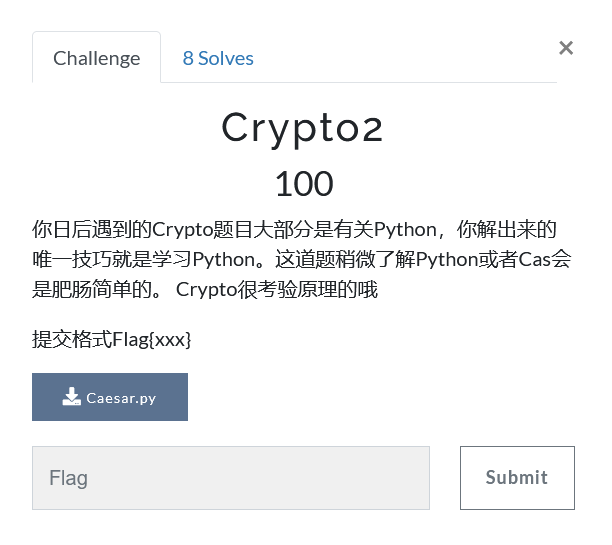 Challenge
8 Solves
×
Crypto2
100
你日后遇到的Crypto题目大部分是有关Python，你解出来的
唯一技巧就是学习Python。这道题稍微了解Python或者Cas会
是肥肠简单的。 Crypto很考验原理的哦
提交格式Flag{xxx}
Caesar.py
Flag
Submit